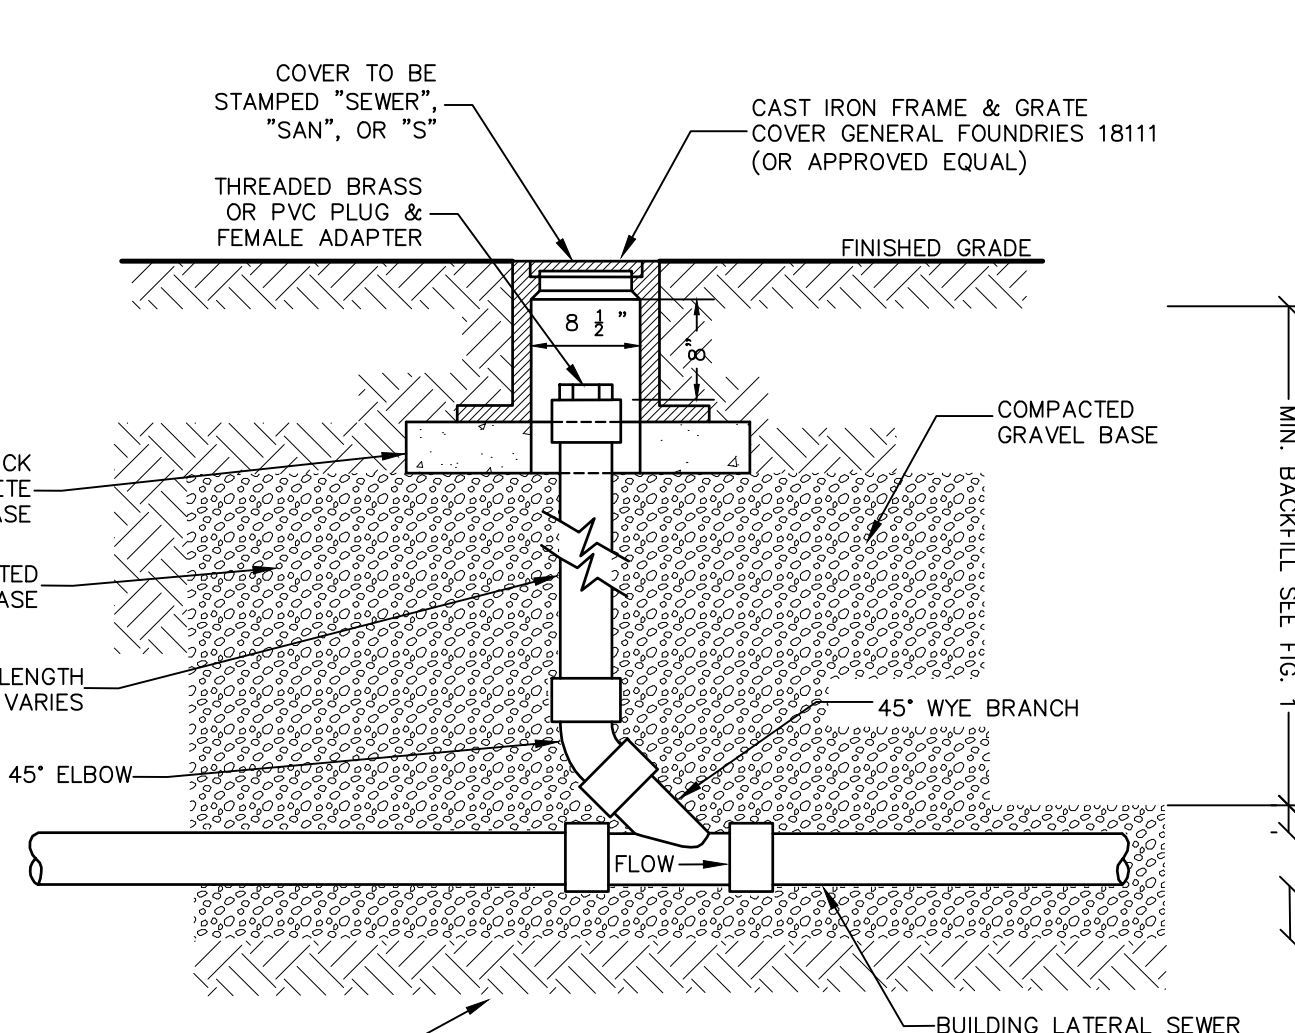 COVER TO BE
STAMPED "SEWER",
"SAN", OR "S"
CAST IRON FRAME & GRATE
COVER GENERAL FOUNDRIES 18111
(OR APPROVED EQUAL)
THREADED BRASS
OR PVC PLUG &
FEMALE ADAPTER
FINISHED GRADE
8 1/2 "
8"
COMPACTED
GRAVEL BASE
CK
ETE
ASE
TED
ASE
LENGTH
VARIES
MIN. BACKFILL SEE FIG. 1
45° WYE BRANCH
45° ELBOW
FLOW
BUILDING LATERAL SEWER